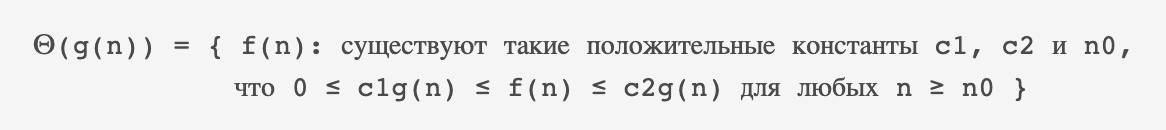 Θ(g(n)) = { f(n): существуют такие положительные константы c1, c2 и n0,
что 0 ≤ c1g(n) ≤ f(n) ≤ c2g(n) для любых n ≥ n0 }